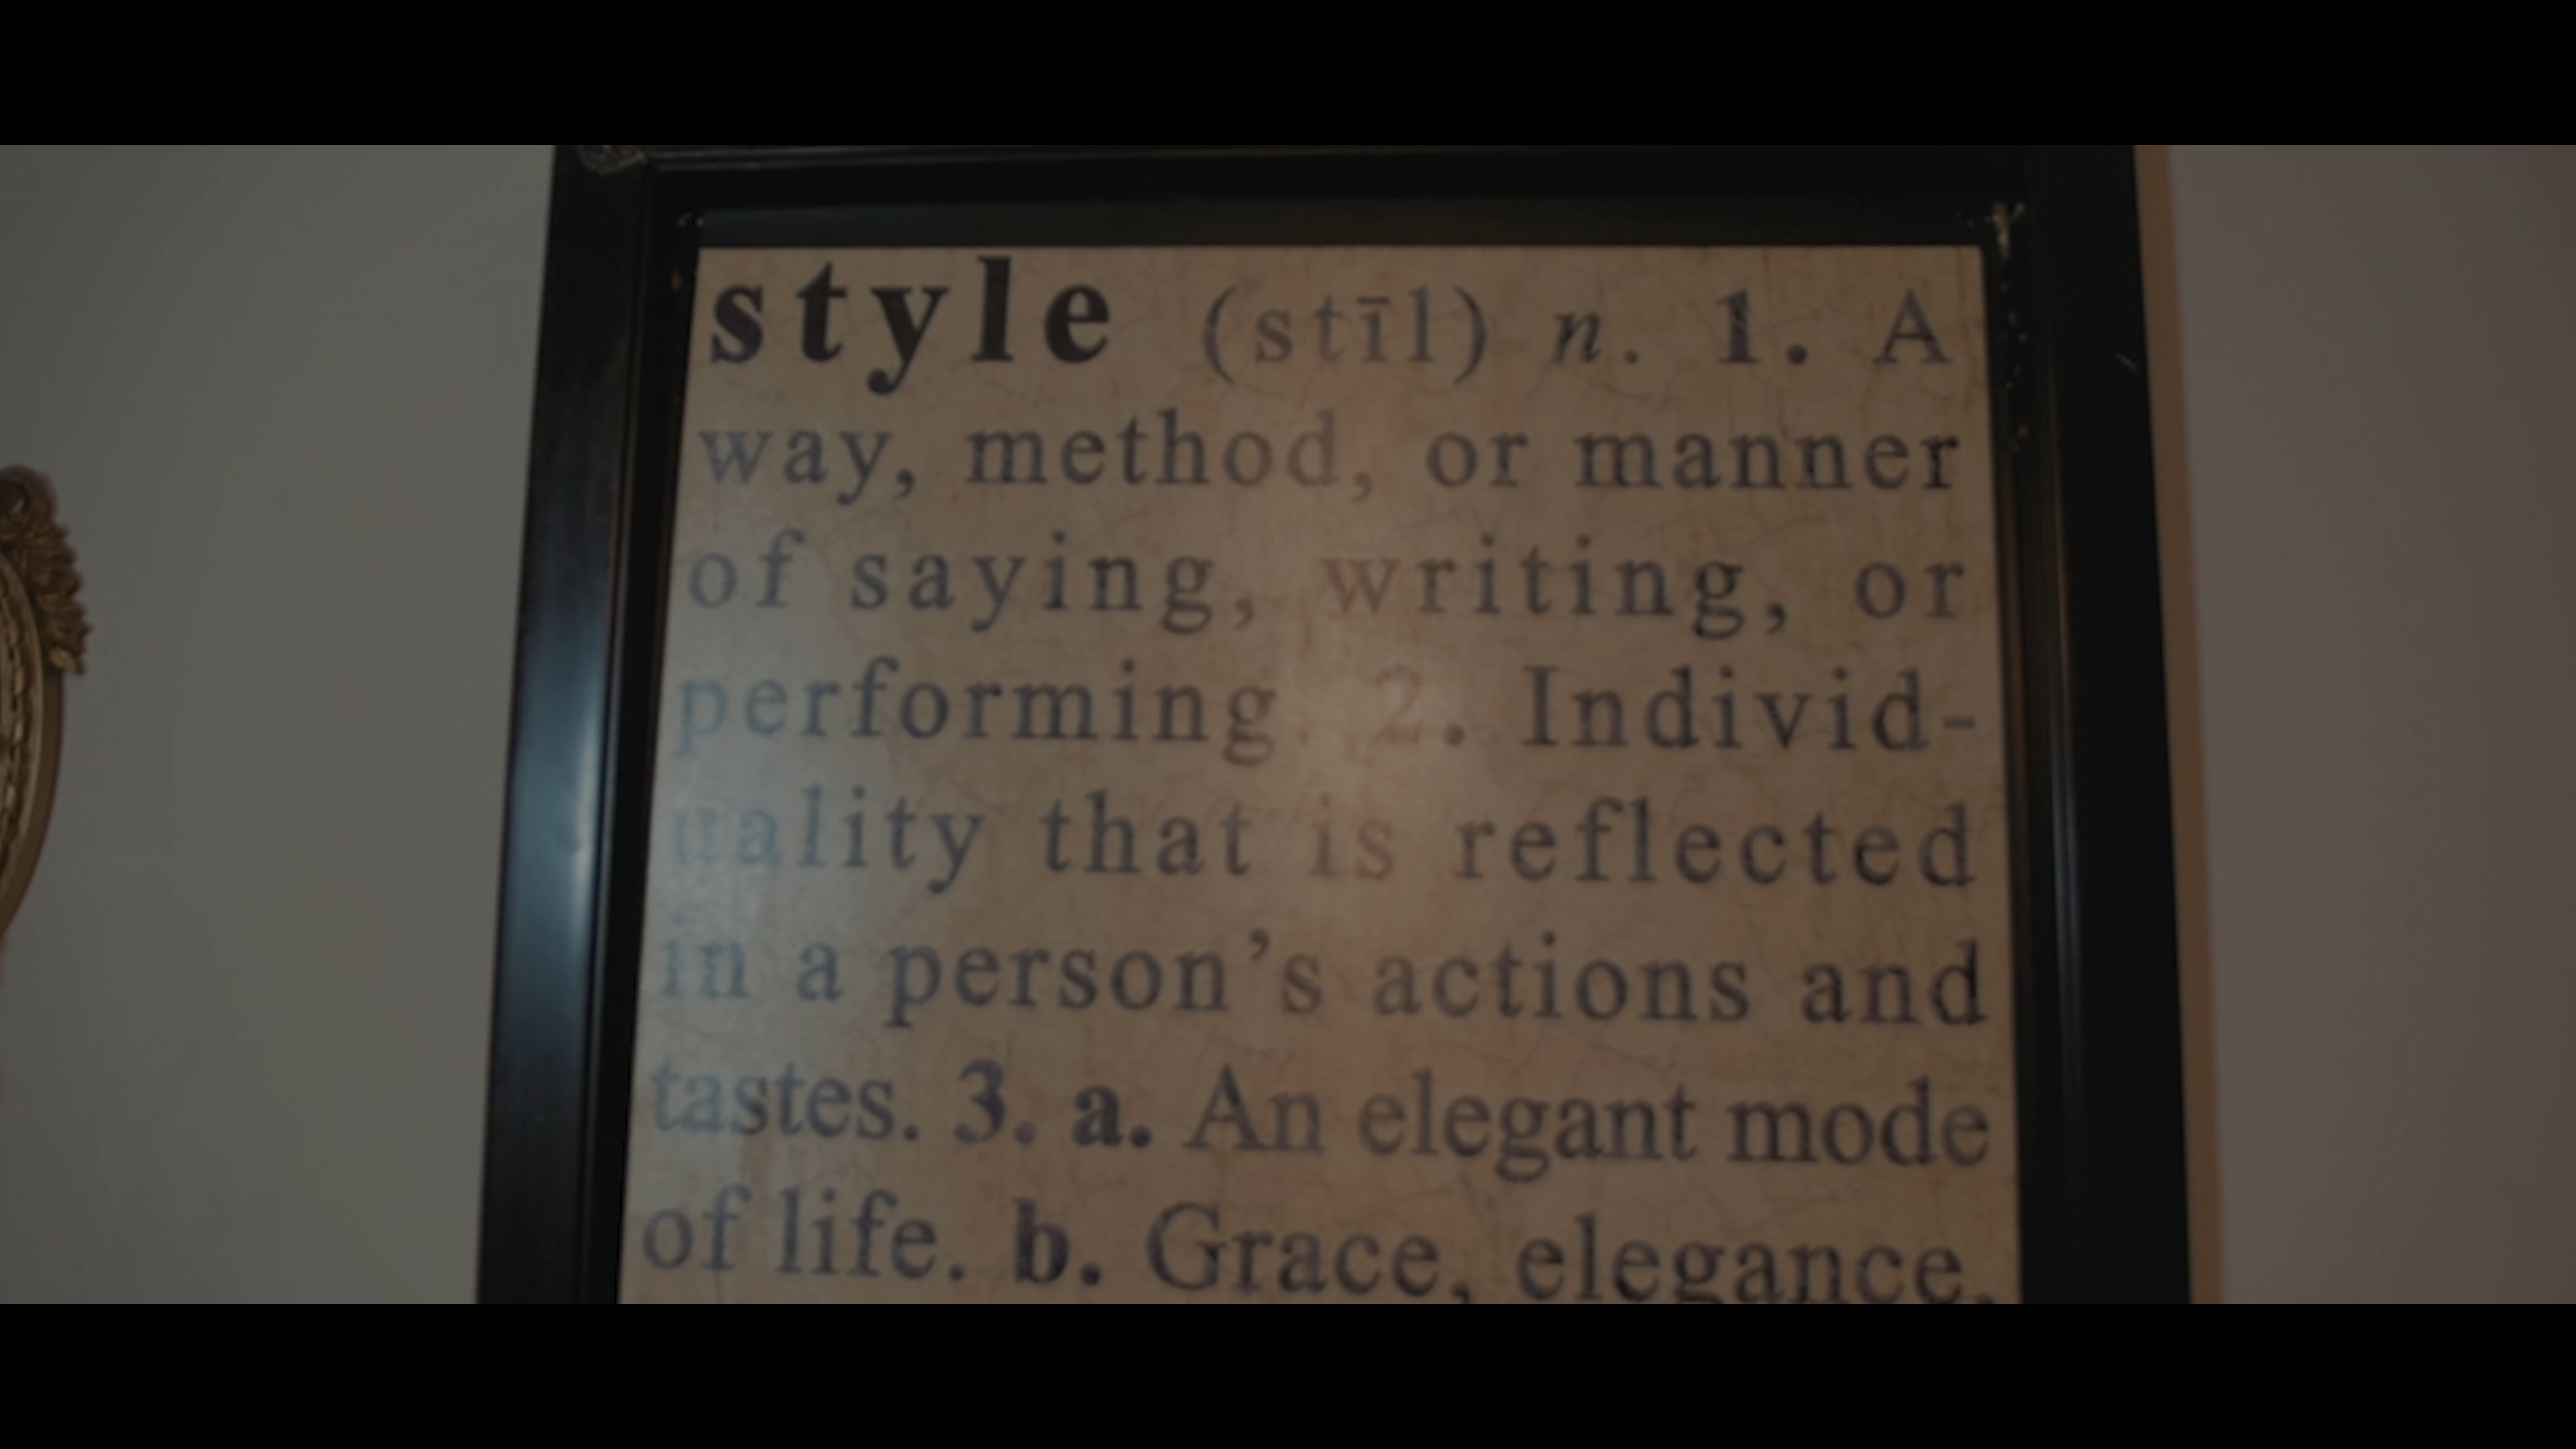 style (stīl) n. 1. A
way, method, or manner
of saying, writing, or
performing. 2. Individ-
uality that is reflected
in a person’s actions and
tastes. 3. a. An elegant mode
of life. b. Grace, elegance,